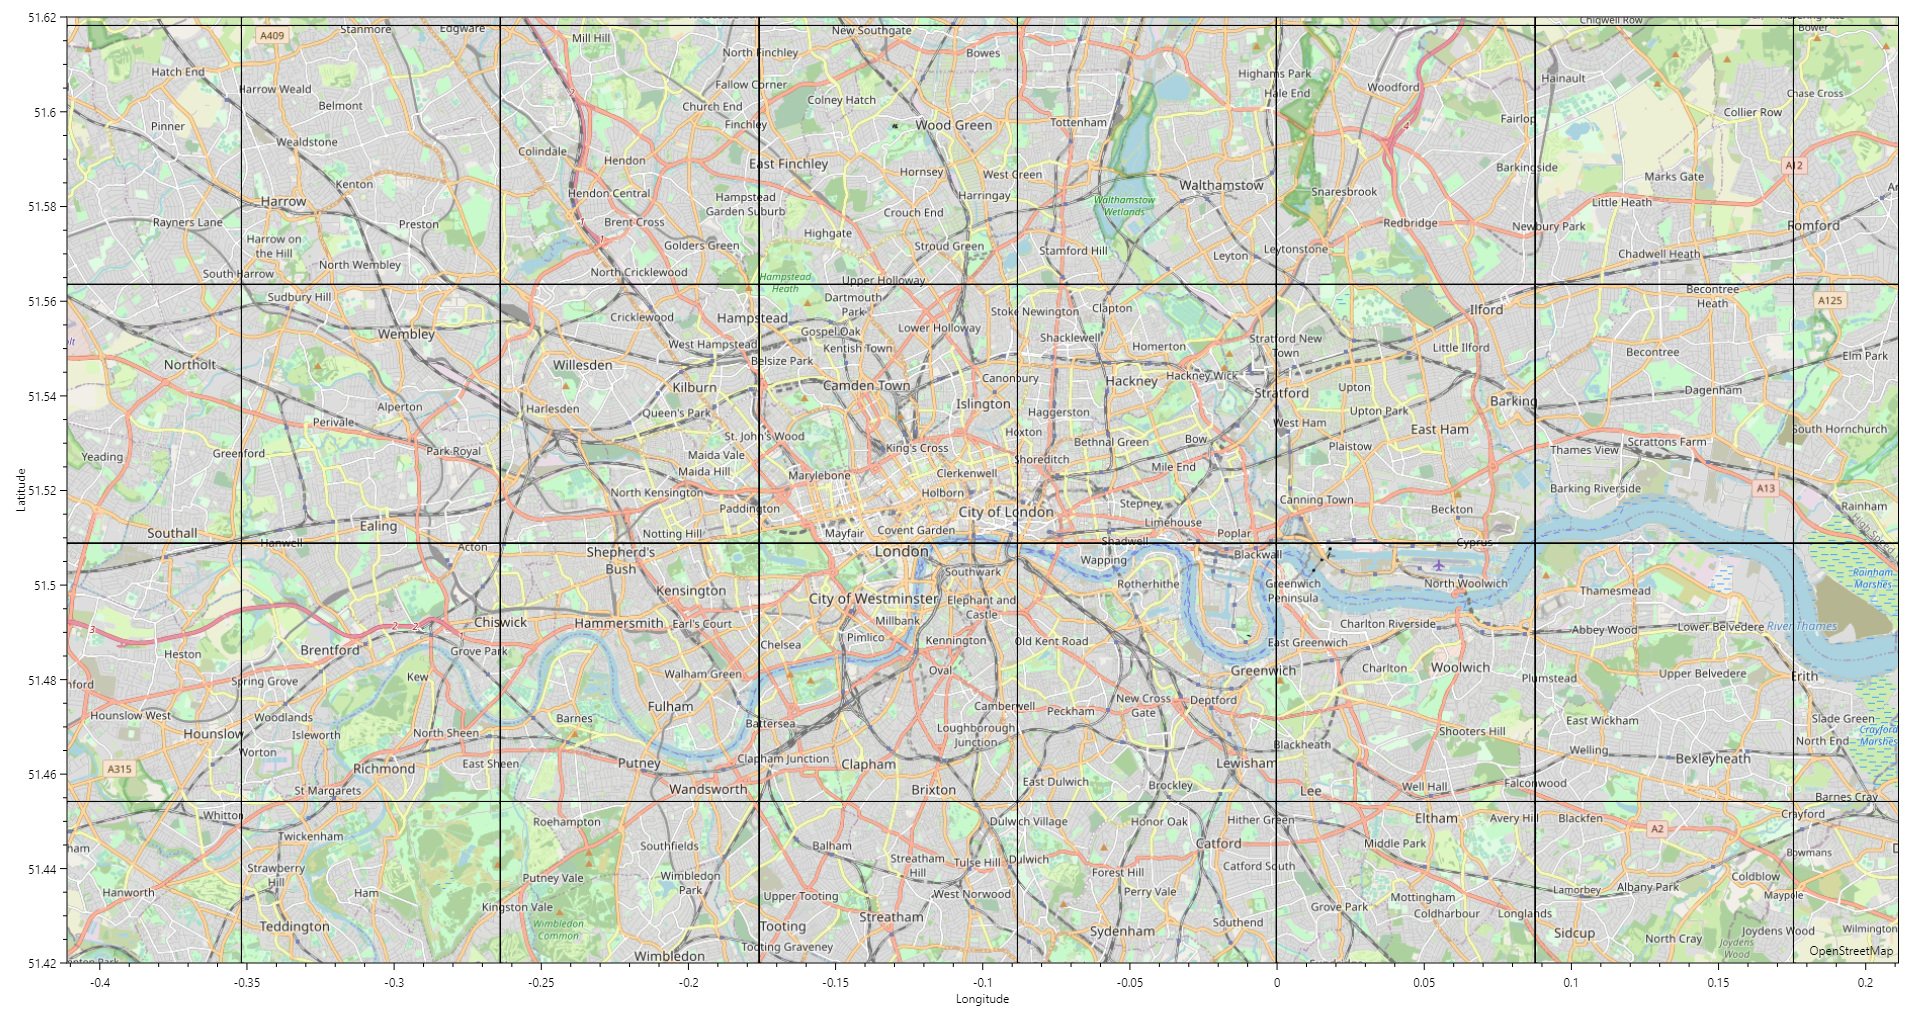 51.62
A409
Stanmore
Edgware
Mill Hill
New Southgate
Chigwell Row
North Finchley
Bowes
Bower
Hatch End
Harrow Weald
Fallow Corner
Colney Hatch
Highams Park
Hale End
Woodford
Hainault
Chase Cross
Belmont
Church End
51.6
Pinner
Finchley
Wood Green
Tottenham
4
Fairlop
Collier Row
Wealdstone
Colindale
Hendon
East Finchley
Hornsey
West Green
Barkingside
A12
Kenton
Hendon Central
Harringay
Walthamstow
Snaresbrook
Marks Gate
Harrow
Hampstead
Garden Suburb
Walthamstow
Wetlands
Little Heath
51.58
Rayners Lane
Preston
1
Brent Cross
Crouch End
Redbridge
Newbury Park
Romford
Harrow on
the Hill
Golders Green
Highgate
Stroud Green
Stamford Hill
Leyton
Leytonstone
Chadwell Heath
South Harrow
North Wembley
North Cricklewood
Hampstead
Heath
Upper Holloway
51.56
Sudbury Hill
Dartmouth
Park
Becontree
Heath
A125
Wembley
Cricklewood
Hampstead
Gospel Oak
Lower Holloway
Stoke Newington
Clapton
Ilford
Northolt
Willesden
West Hampstead
Belsize Park
Kentish Town
Shacklewell
Homerton
Stratford New
Town
Little Ilford
Becontree
Elm Park
Kilburn
Camden Town
Canonbury
Hackney
Hackney Wick
Stratford
Upton
Dagenham
51.54
Alperton
Harlesden
Queen's Park
Islington
Haggerston
Upton Park
Barking
Perivale
St. John's Wood
Hoxton
Bethnal Green
Bow
West Ham
East Ham
South Hornchurch
Yeading
Greenford
Park Royal
Maida Vale
Maida Hill
King's Cross
Shoreditch
Plaistow
Thames View
Scrattons Farm
Marylebone
Clerkenwell
Mile End
51.52
North Kensington
Holborn
Barking Riverside
A13
Paddington
City of London
Stepney
Canning Town
Beckton
Rainham
Southall
Ealing
Notting Hill
Mayfair
Covent Garden
Limehouse
Poplar
High Speed
Hanwell
Acton
Shepherd's
Bush
London
Shadwell
Cyprus
51.5
Southwark
Wapping
Blackwall
Rotherhithe
Greenwich
Peninsula
North Woolwich
Thamesmead
Rainham
Marshes
Kensington
City of Westminster
Elephant and
Castle
3
2
2
1
Chiswick
Hammersmith
Earl's Court
Millbank
Charlton Riverside
Abbey Wood
Lower Belvedere
River Thames
Brentford
Grove Park
Chelsea
Pimlico
Kennington
Old Kent Road
East Greenwich
Heston
Oval
Greenwich
Charlton
Woolwich
51.48
Spring Grove
Kew
Walham Green
Plumstead
Upper Belvedere
Erith
Hounslow West
Woodlands
Barnes
Fulham
Camberwell
Peckham
New Cross
Gate
Deptford
East Wickham
Slade Green
Hounslow
Isleworth
North Sheen
Battersea
Loughborough
Junction
Blackheath
Shooters Hill
Crayford
Marshes
North End
Worton
East Sheen
Putney
Clapham Junction
Clapham
Lewisham
Welling
Bexleyheath
51.46
A315
Richmond
East Dulwich
St Margarets
Wandsworth
Brixton
Brockley
Lee
Well Hall
Falconwood
Barnes Cray
Whitton
Roehampton
Dulwich Village
Honor Oak
Hither Green
Eltham
Avery Hill
Blackfen
A2
Crayford
Twickenham
Southfields
Balham
Catford
Middle Park
Bowmans
Strawberry
Hill
Streatham
Hill
Tulse Hill
Dulwich
Catford South
51.44
Putney Vale
Wimbledon
Park
Forest Hill
Coldblow
Hanworth
Ham
Upper Tooting
West Norwood
Perry Vale
Mottingham
Lamorbey
Albany Park
Maypole
Kingston Vale
Grove Park
Coldharbour
Longlands
Teddington
Wimbledon
Common
Tooting
Streatham
Sydenham
Southend
Sidcup
North Cray
Joydens Wood
Wilmington
Tooting Graveney
Joydens
Wood
Wimbledon
OpenStreetMap
51.42
-0.4
-0.35
-0.3
-0.25
-0.2
-0.15
-0.1
-0.05
0
0.05
0.1
0.15
0.2
Longitude
Latitude